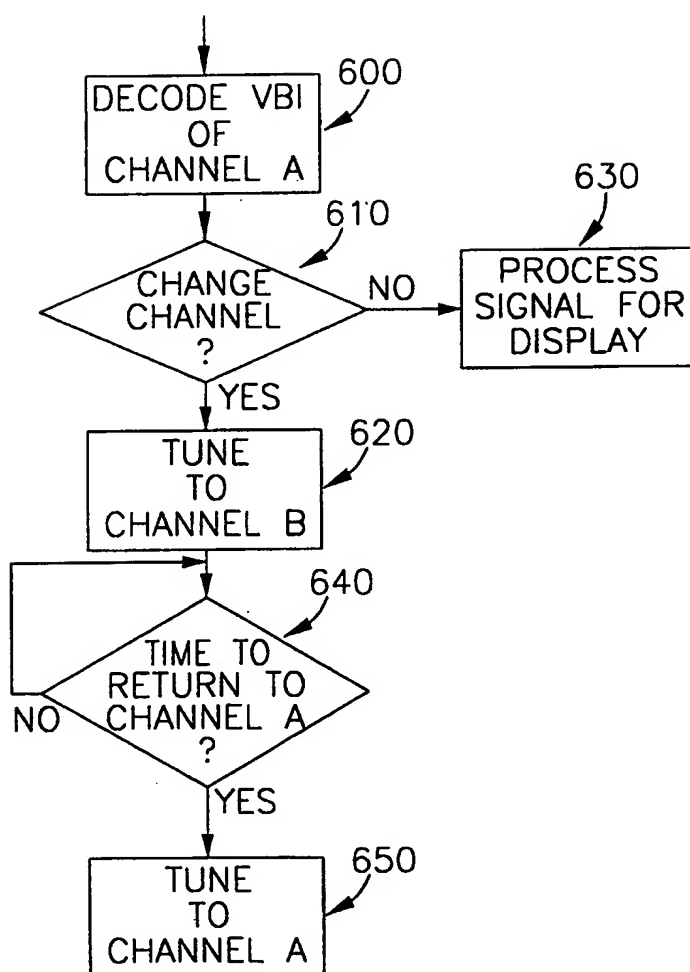 DECODE VBI
OF
CHANNEL A
600
610
CHANGE
CHANNEL
?
NO
630
PROCESS
SIGNAL FOR
DISPLAY
YES
620
TUNE
TO
CHANNEL B
640
TIME TO
RETURN TO
CHANNEL A
?
NO
YES
650
TUNE
TO
CHANNEL A